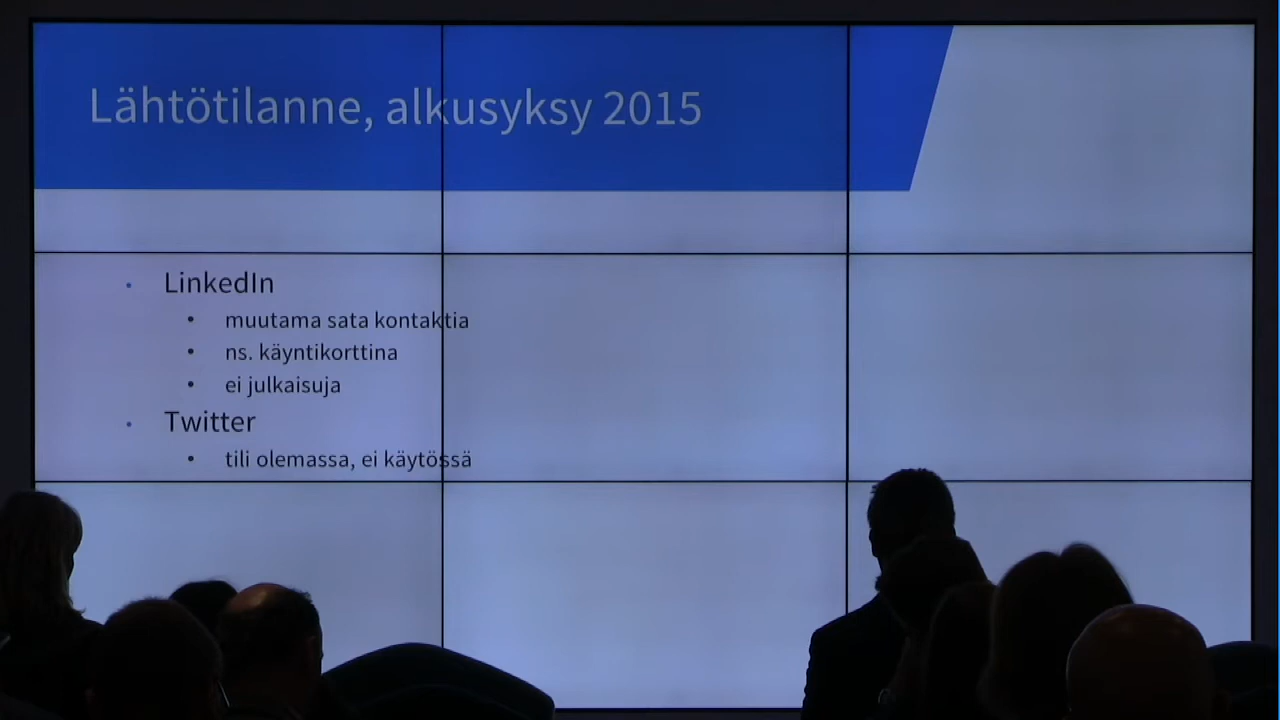 Lähtötilanne, alkusyksy 2015
LinkedIn
muutama sata kontaktia
ns. käyntikorttina
ei julkaisuja
Twitter
tili olemassa, ei käytössä